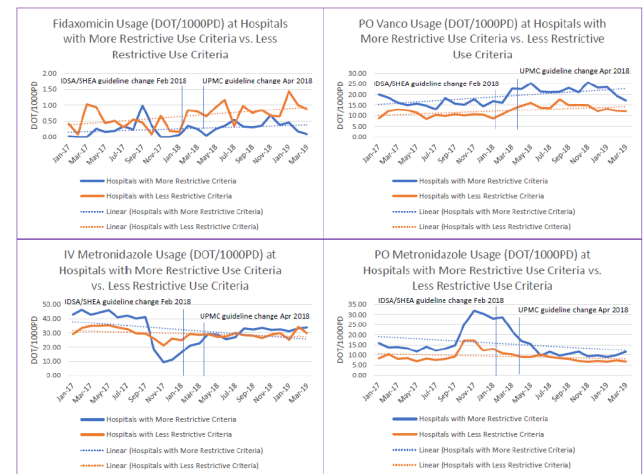 Fidaxomicin Usage (DOT/1000PD) at Hospitals
with More Restrictive Use Criteria vs. Less
Restrictive Use Criteria
IDSA/SHEA guideline change Feb 2018
UPMC guideline change Apr 2018
DOT/1000PD
2.00
1.50
1.00
0.50
0.00
Jan-17
Mar-17
May-17
Jul-17
Sep-17
Nov-17
Jan-18
Mar-18
May-18
Jul-18
Sep-18
Nov-18
Jan-19
Mar-19
Hospitals with More Restrictive Criteria
Hospitals with Less Restrictive Criteria
Linear (Hospitals with More Restrictive Criteria)
Linear (Hospitals with Less Restrictive Criteria)
PO Vanco Usage (DOT/1000PD) at Hospitals with
More Restrictive Use Criteria vs. Less Restrictive
Use Criteria
UPMC guideline change Apr 2018
IDSA/SHEA guideline change Feb 2018
DOT/1000PD
30.00
25.00
20.00
15.00
10.00
5.00
0.00
Jan-17
Mar-17
May-17
Jul-17
Sep-17
Nov-17
Jan-18
Mar-18
May-18
Jul-18
Sep-18
Nov-18
Jan-19
Mar-19
Hospitals with More Restrictive Criteria
Hospitals with Less Restrictive Criteria
Linear (Hospitals with More Restrictive Criteria)
Linear (Hospitals with Less Restrictive Criteria)
IV Metronidazole Usage (DOT/1000PD) at
Hospitals with More Restrictive Use Criteria
vs. Less Restrictive Use Criteria
IDSA/SHEA guideline change Feb 2018
UPMC guideline change Apr 2018
DOT/1000PD
50.00
40.00
30.00
20.00
10.00
0.00
Jan-17
Mar-17
May-17
Jul-17
Sep-17
Nov-17
Jan-18
Mar-18
May-18
Jul-18
Sep-18
Nov-18
Jan-19
Mar-19
Hospitals with More Restrictive Criteria
Hospitals with Less Restrictive Criteria
Linear (Hospitals with More Restrictive Criteria)
Linear (Hospitals with Less Restrictive Criteria)
PO Metronidazole Usage (DOT/1000PD) at
Hospitals with More Restrictive Use Criteria vs.
Less Restrictive Use Criteria
IDSA/SHEA guideline change Feb 2018
UPMC guideline change Apr 2018
DOT/1000PD
35.00
30.00
25.00
20.00
15.00
10.00
5.00
0.00
Jan-17
Mar-17
May-17
Jul-17
Sep-17
Nov-17
Jan-18
Mar-18
May-18
Jul-18
Sep-18
Nov-18
Jan-19
Mar-19
Hospitals with More Restrictive Criteria
Hospitals with Less Restrictive Criteria
Linear (Hospitals with More Restrictive Criteria)
Linear (Hospitals with Less Restrictive Criteria)